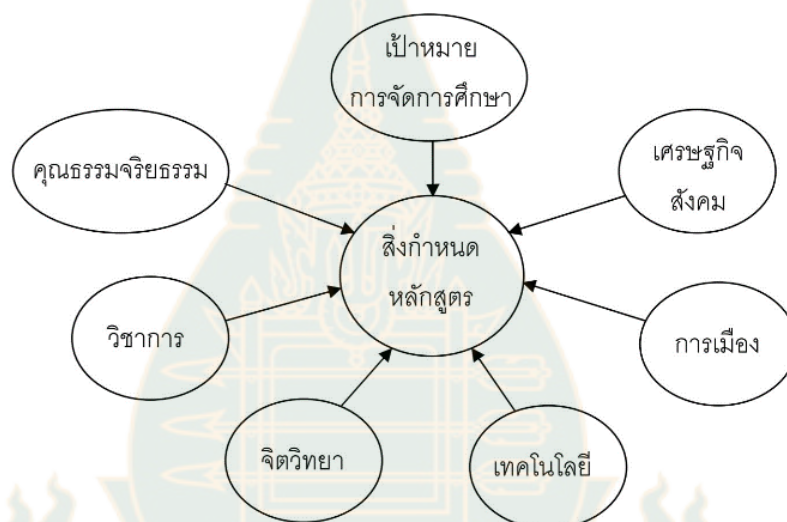 เป้าหมาย
การจัดการศึกษา
คุณธรรมจริยธรรม
เศรษฐกิจ
สังคม
สิ่งกำหนด
หลักสูตร
วิชาการ
การเมือง
จิตวิทยา
เทคโนโลยี